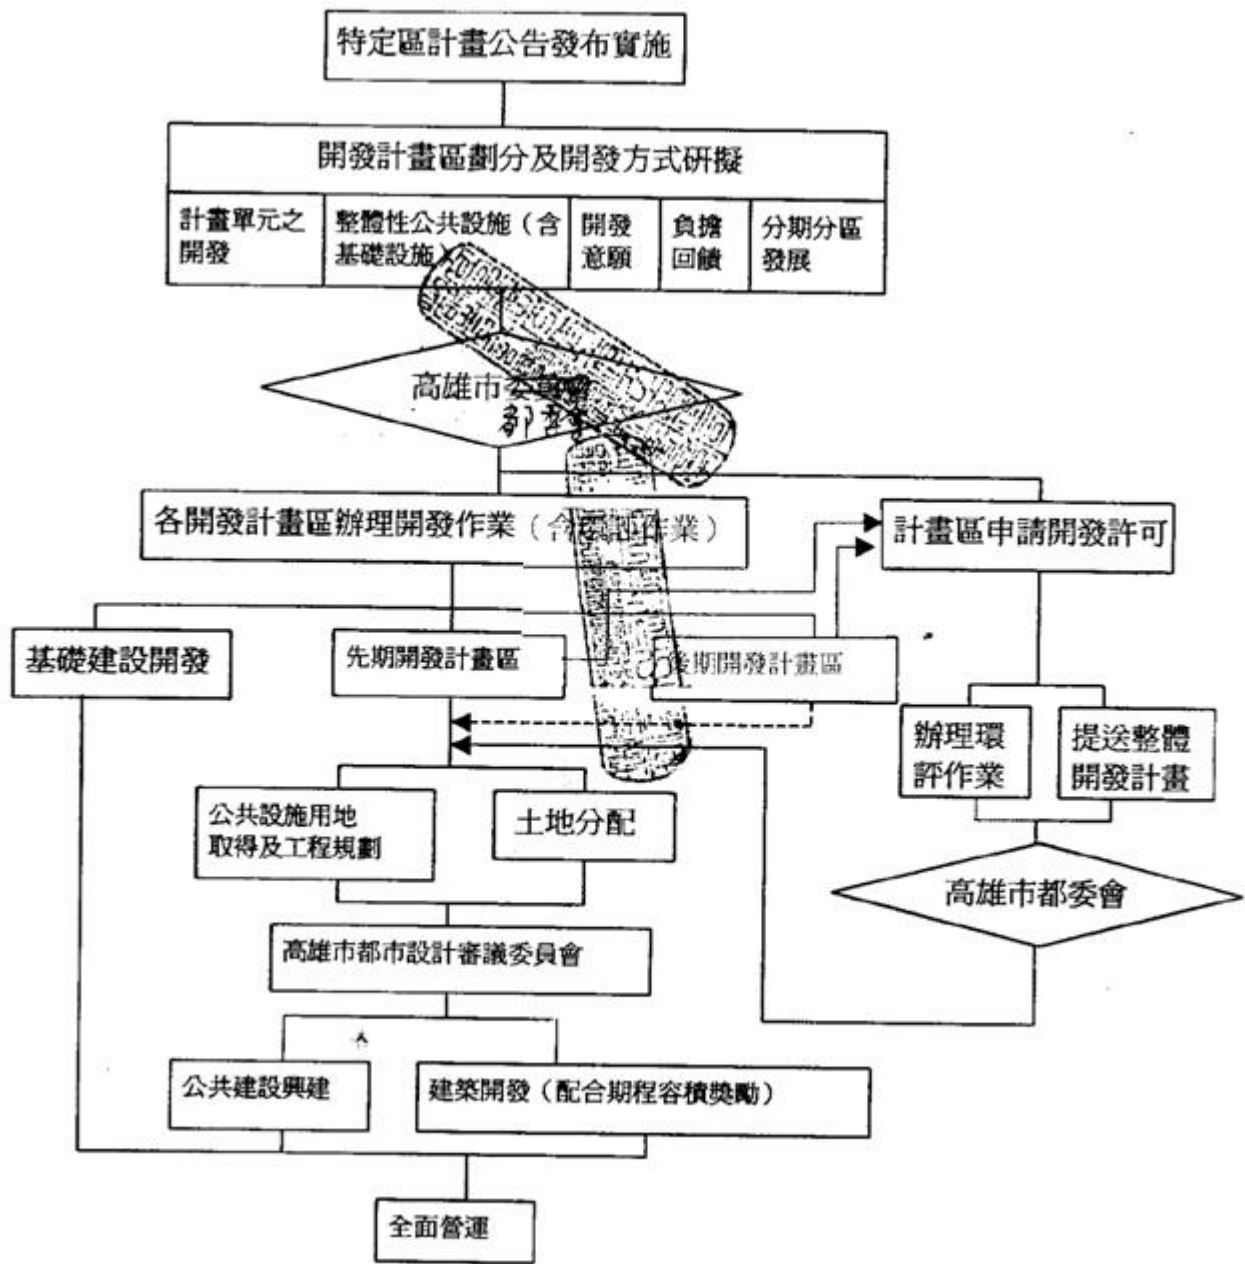 特定區計畫公告發布實施
開發計畫區劃分及開發方式研擬
計畫單元之
開發
整體性公共設施（含
基礎設施）
開發
意願
負擔
回饋
分期分區
發展
高雄市委員會
都
各開發計畫區辦理開發作業（含 作業）
計畫區申請開發許可
基礎建設開發
先期開發計畫區
後期開發計畫區
辦理環
評作業
提送整體
開發計畫
公共設施用地
取得及工程規劃
土地分配
高雄市都委會
高雄市都市設計審議委員會
公共建設興建
建築開發（配合期程容積獎勵）
全面營運